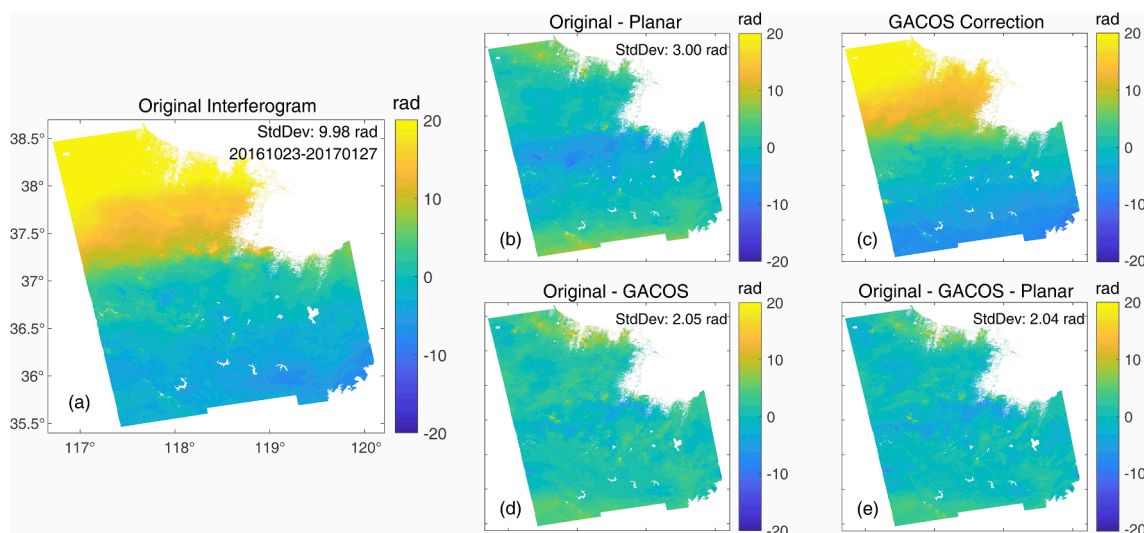 Original Interferogram
rad
StdDev: 9.98 rad
20161023-20170127
38.5°
38°
37.5°
37°
36.5°
36°
35.5°
117°
118°
119°
120°
(a)
20
10
0
-10
-20
Original - Planar
rad
StdDev: 3.00 rad
(b)
20
10
0
-10
-20
GACOS Correction
rad
(c)
20
10
0
-10
-20
Original - GACOS
rad
StdDev: 2.05 rad
(d)
20
10
0
-10
-20
Original - GACOS - Planar
rad
StdDev: 2.04 rad
(e)
20
10
0
-10
-20